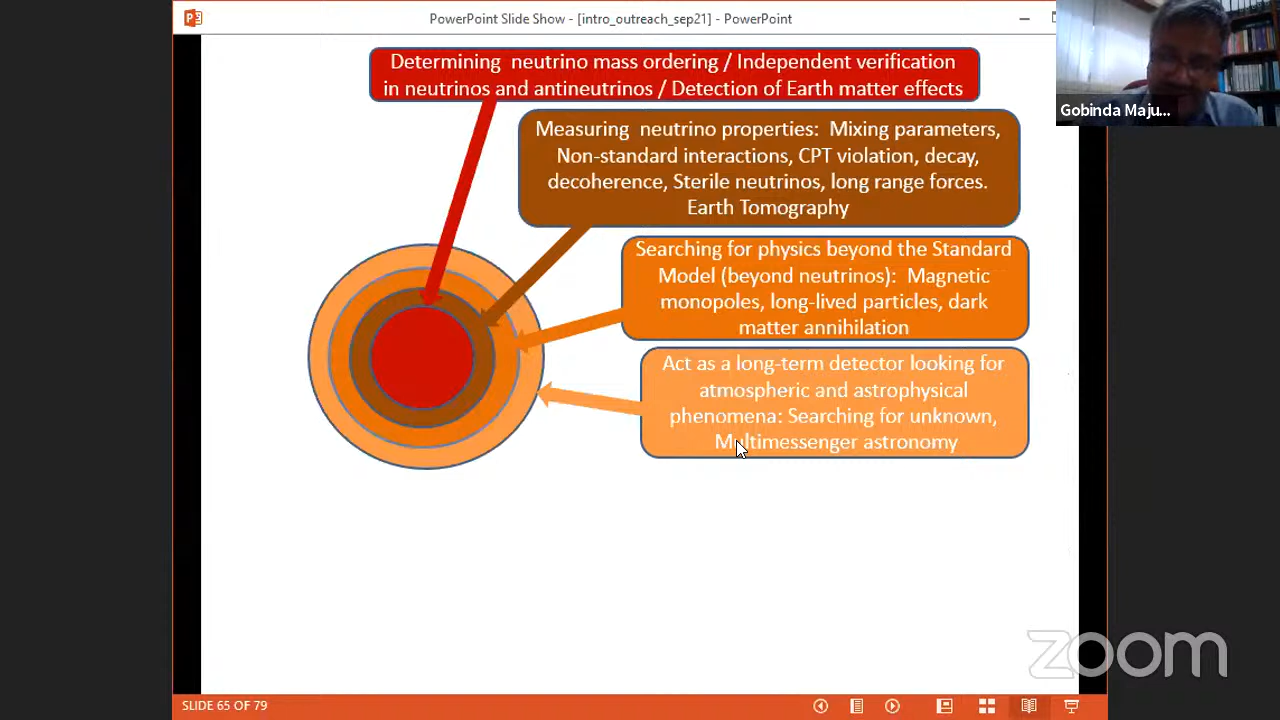 PowerPoint Slide Show - [intro_outreach_sep21] - PowerPoint
Determining neutrino mass ordering / Independent verification
in neutrinos and antineutrinos / Detection of Earth matter effects
Gobinda Maju...
Measuring neutrino properties: Mixing parameters,
Non-standard interactions, CPT violation, decay,
decoherence, Sterile neutrinos, long range forces.
Earth Tomography
Searching for physics beyond the Standard
Model (beyond neutrinos): Magnetic
monopoles, long-lived particles, dark
matter annihilation
Act as a long-term detector looking for
atmospheric and astrophysical
phenomena: Searching for unknown,
Multimessenger astronomy
zoom
SLIDE 65 OF 79